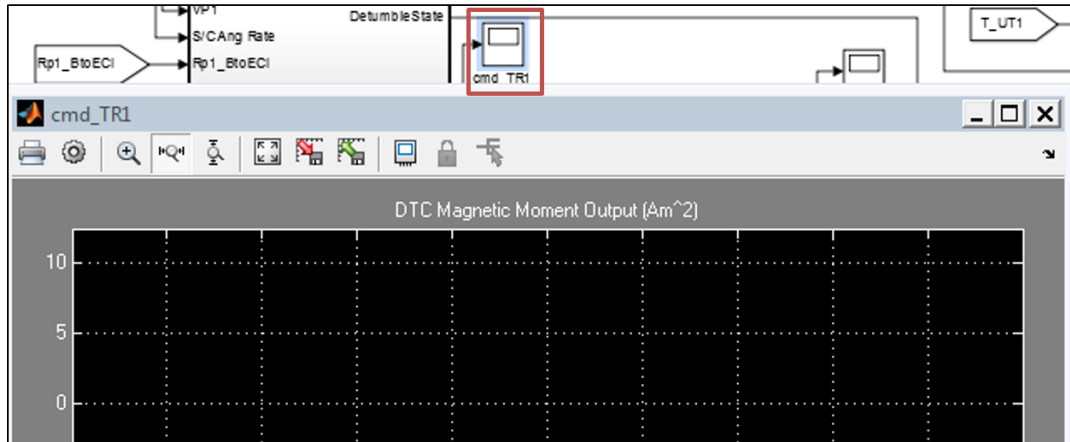 VP1
DetumbleState
T_UT1
S/CAng Rate
Rp1_BtoECI
Rp1_BtoECI
cmd_TR1
cmd_TR1
DTC Magnetic Moment Output (Am^2)
10
5
0